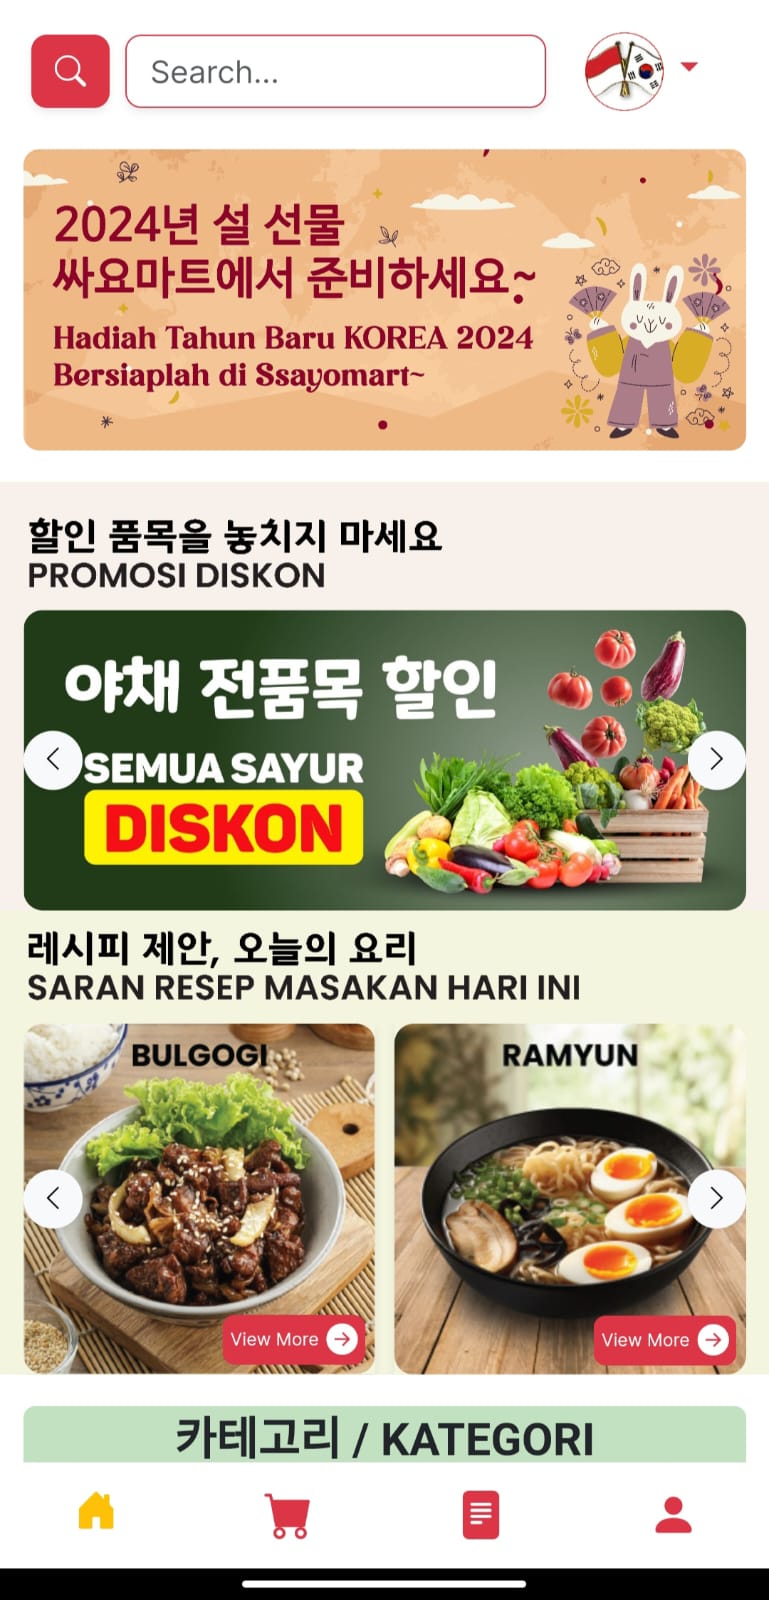 Search...
2024년 설 선물
싸요마트에서 준비하세요~
Hadiah Tahun Baru KOREA 2024
Bersiaplah di Ssayomart~
할인 품목을 놓치지 마세요
PROMOSI DISKON
야채 전품목 할인
SEMUA SAYUR
DISKON
레시피 제안, 오늘의 요리
SARAN RESEP MASAKAN HARI INI
BULGOGI
RAMYUN
View More
View More
카테고리 / KATEGORI